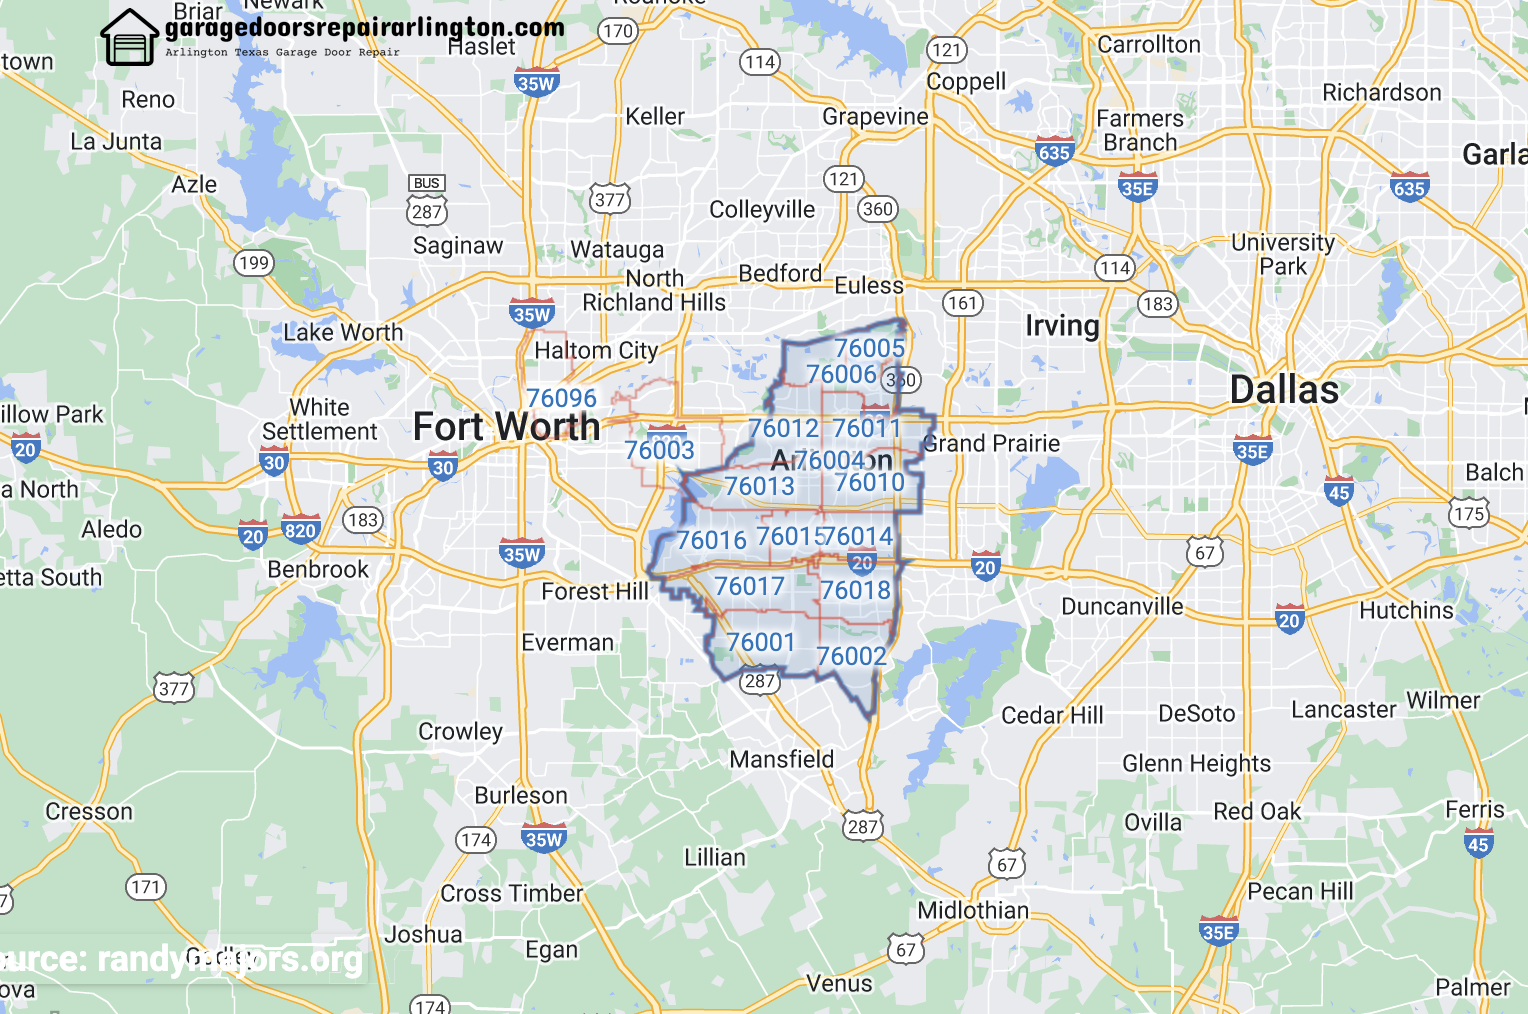 Briar
Newark
Roanoke
garagedoorsrepairarlington.com
Arlington Texas Garage Door Repair
Haslet
170
114
121
Carrollton
town
35W
Coppell
Reno
Richardson
Keller
Grapevine
Farmers
Branch
La Junta
635
Garla
Azle
BUS
287
377
121
360
35E
635
Colleyville
Saginaw
Watauga
University
Park
199
North
Richland Hills
Bedford
Euless
114
161
183
35W
Irving
Lake Worth
Haltom City
76005
76006
360
Dallas
76096
White
Settlement
illow Park
Fort Worth
76012
76011
20
30
30
76003
Grand Prairie
35E
76004
Balch
a North
76013
76010
45
175
Aledo
20
820
183
76016
76015
76014
35W
67
Benbrook
20
20
etta South
Forest Hill
76017
76018
Duncanville
20
Hutchins
Everman
76001
76002
377
287
Wilmer
Cedar Hill
DeSoto
Lancaster
Crowley
Mansfield
Glenn Heights
Burleson
Cresson
Red Oak
Ferris
Ovilla
174
35W
287
45
Lillian
67
171
Cross Timber
Pecan Hill
7
Midlothian
Joshua
35E
Egan
67
Godley
ource: randymajors.org
Venus
ova
Palmer
174